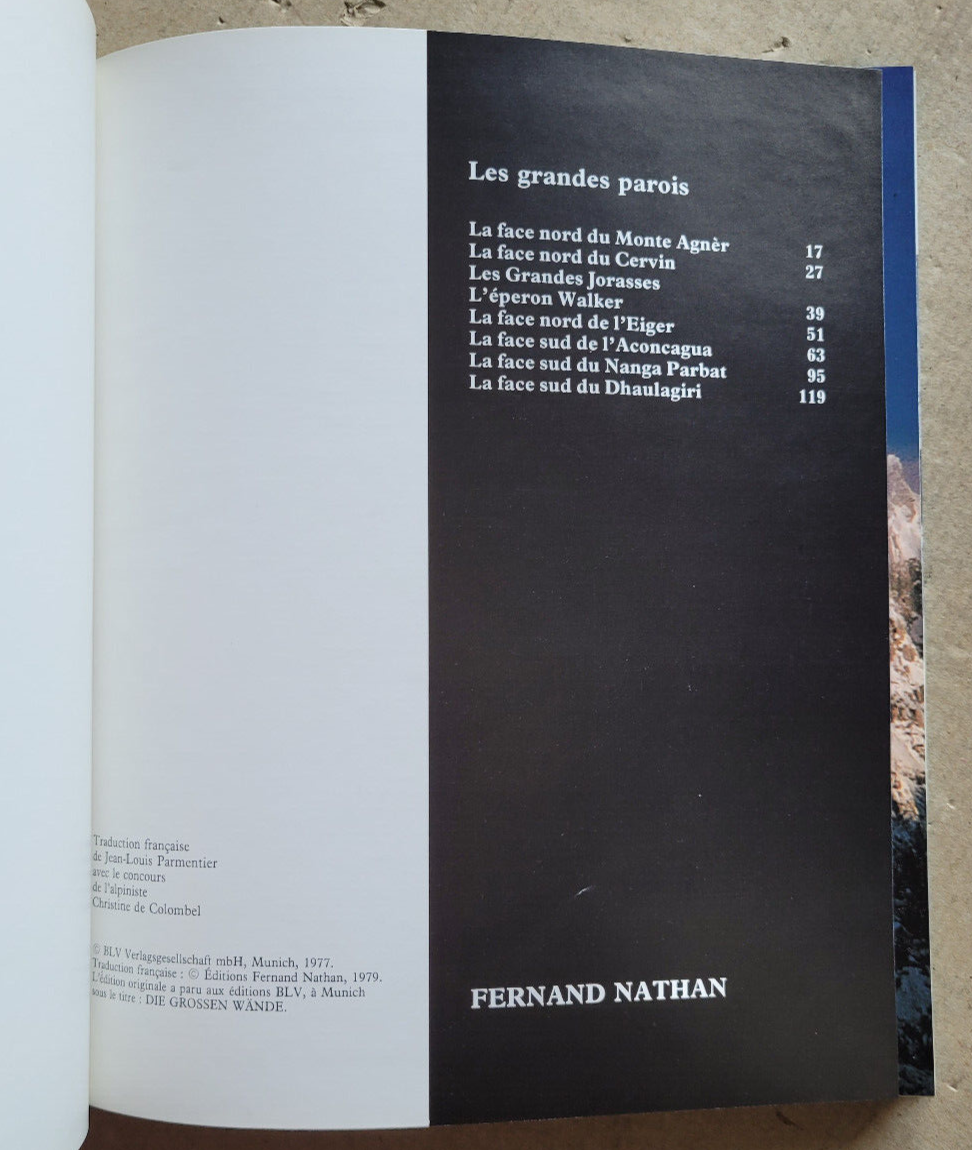 Traduction française
de Jean-Louis Parmentier
avec le concours
de l'alpiniste
Christine de Colombel
© BLV Verlagsgesellschaft mbH, Munich, 1977.
Traduction française : © Éditions Fernand Nathan, 1979.
L'édition originale a paru aux éditions BLV, à Munich
sous le titre : DIE GROSSEN WÄNDE.
Les grandes parois
La face nord du Monte Agnèr 17
La face nord du Cervin 27
Les Grandes Jorasses
L'éperon Walker 39
La face nord de l'Eiger 51
La face sud de l'Aconcagua 63
La face sud du Nanga Parbat 95
La face sud du Dhaulagiri 119
FERNAND NATHAN